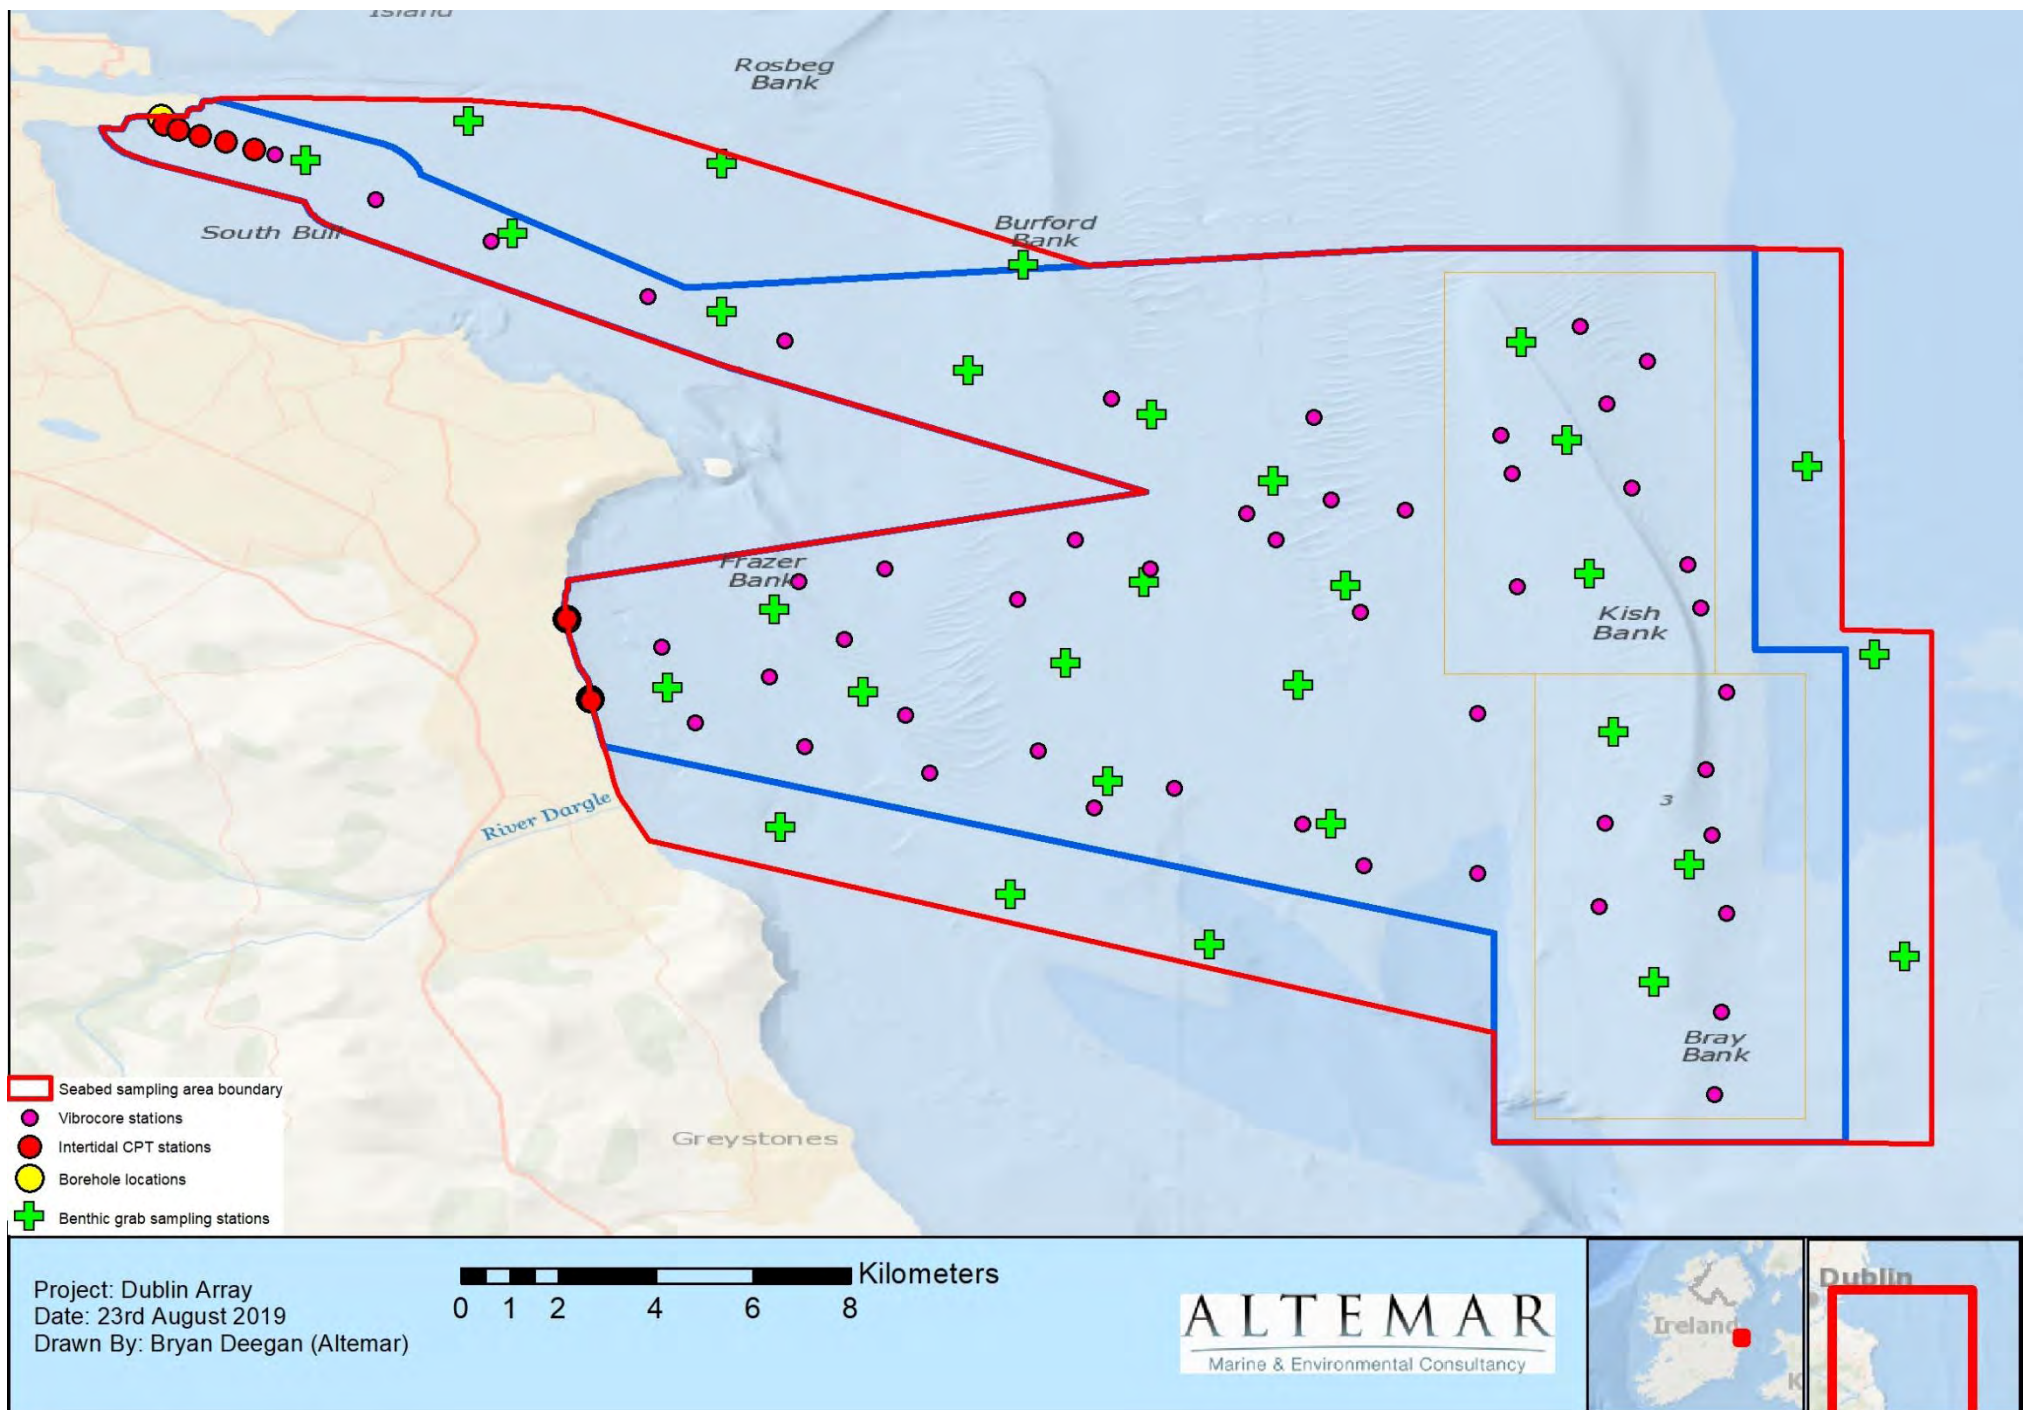 Island
Rosbeg
Bank
South Bull
Burford
Bank
Frazer
Bank
Kish
Bank
River Dargle
3
Bray
Bank
Greystones
Seabed sampling area boundary
Vibrocore stations
Intertidal CPT stations
Borehole locations
Benthic grab sampling stations
Project: Dublin Array
Date: 23rd August 2019
Drawn By: Bryan Deegan (Altemar)
Kilometers
0 1 2 4 6 8
ALTEMAR
Marine & Environmental Consultancy
Ireland
K
Dublin